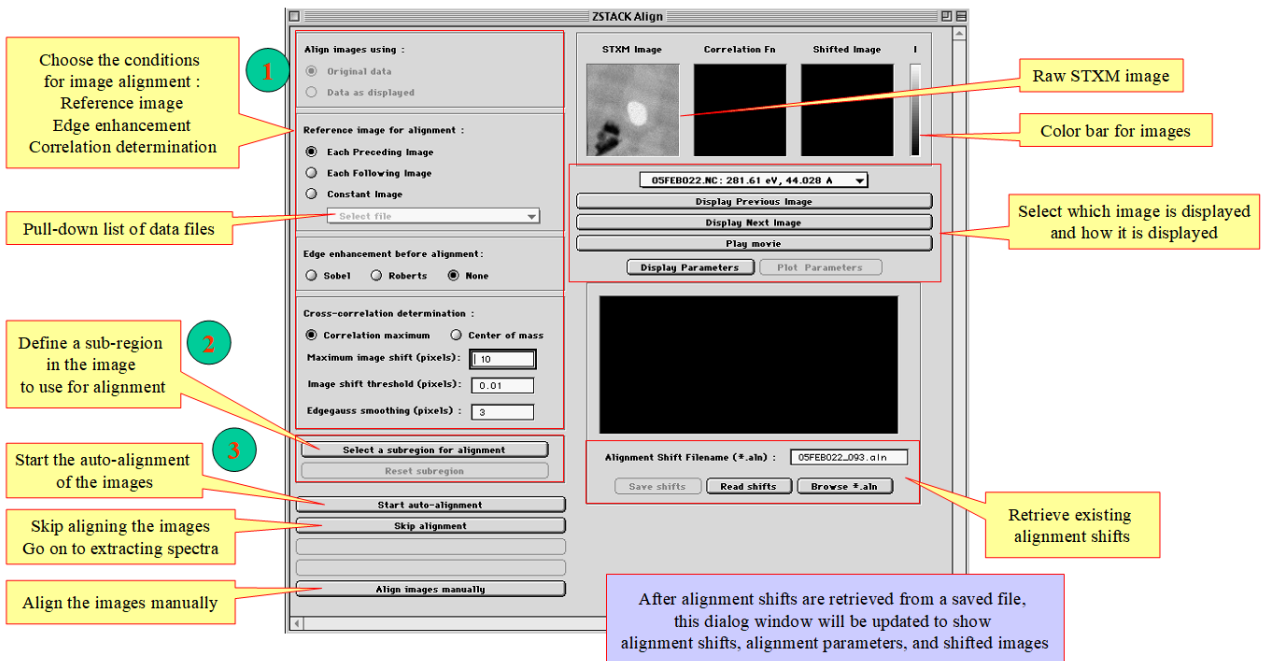 ZSTACK Align
Choose the conditions
for image alignment :
Reference image
Edge enhancement
Correlation determination
1
Pull-down list of data files
Define a sub-region
in the image
to use for alignment
2
Start the auto-alignment
of the images
3
Skip aligning the images
Go on to extracting spectra
Align the images manually
Align images using :
Original data
Data as displayed
Reference image for alignment :
Each Preceding Image
Each Following Image
Constant Image
Select file
Edge enhancement before alignment:
Sobel Roberts None
Cross-correlation determination :
Correlation maximum Center of mass
Maximum image shift (pixels): 10
Image shift threshold (pixels): 0.01
Edgegauss smoothing (pixels) : 3
Select a subregion for alignment
Reset subregion
Start auto-alignment
Skip alignment
Align images manually
STXM Image Correlation Fn Shifted Image I
05FEB022.NC: 281.61 eV, 44.028 A
Display Previous Image
Display Next Image
Play movie
Display Parameters Plot Parameters
Alignment Shift Filename (*.aln) : 05FEB022_093.aln
Save shifts Read shifts Browse *.aln
Raw STXM image
Color bar for images
Select which image is displayed
and how it is displayed
Retrieve existing
alignment shifts
After alignment shifts are retrieved from a saved file,
this dialog window will be updated to show
alignment shifts, alignment parameters, and shifted images